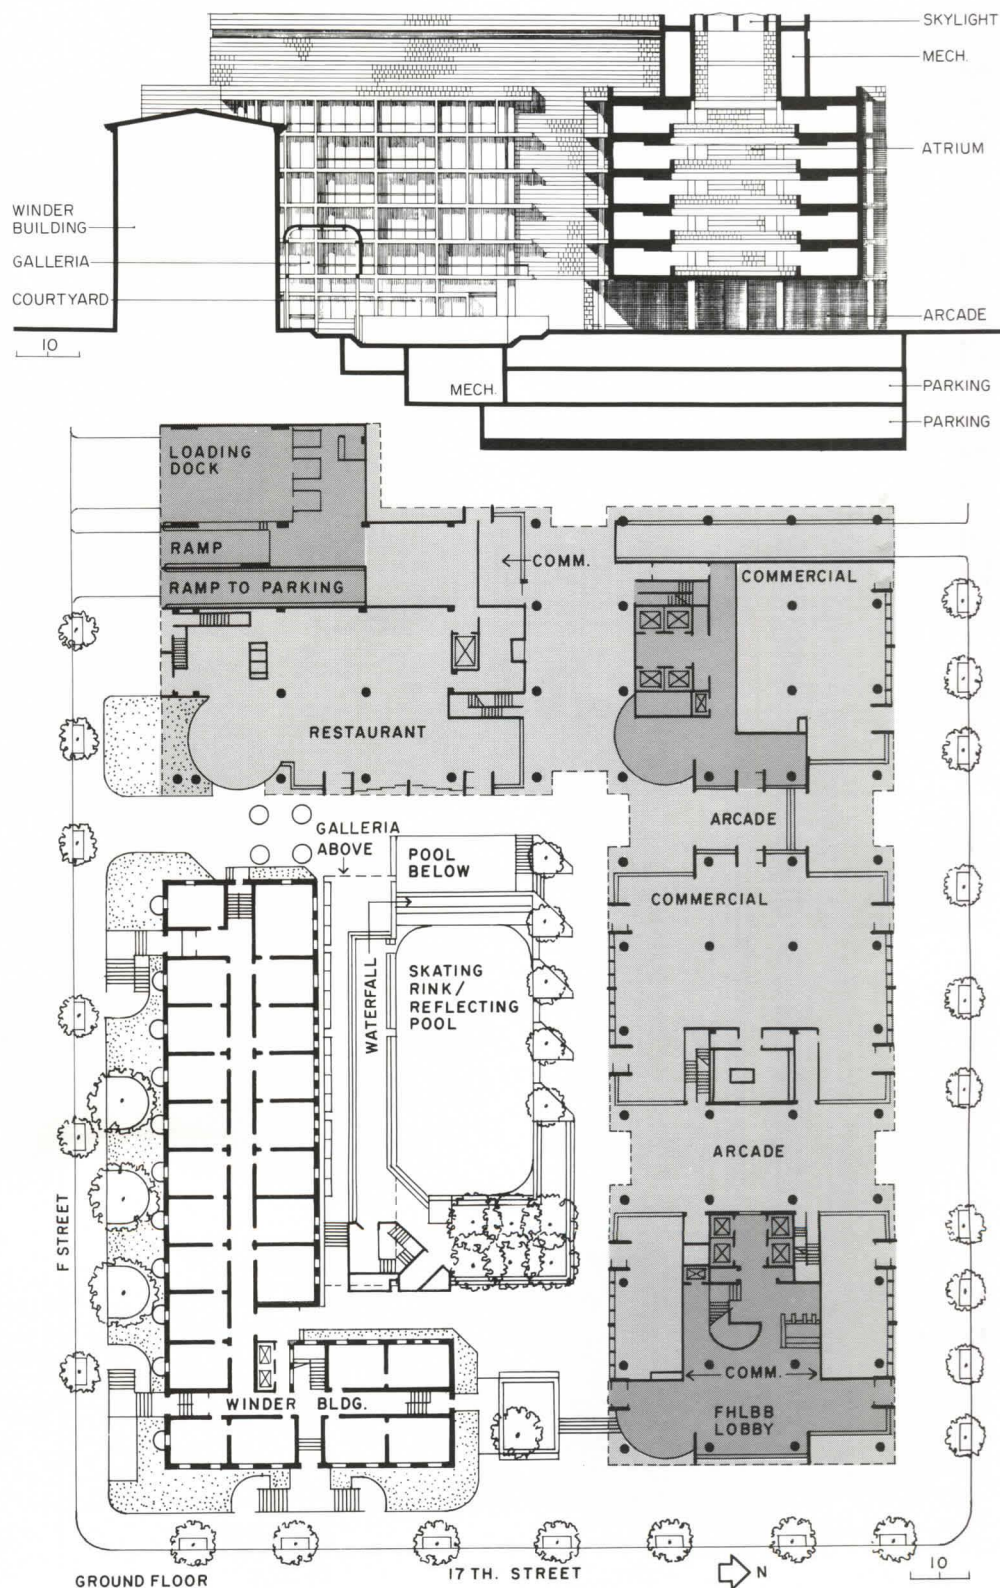 SKYLIGHT
MECH.
ATRIUM
WINDER
BUILDING
GALLERIA
COURTYARD
ARCADE
10
MECH.
PARKING
PARKING
LOADING
DOCK
RAMP
COMM.
RAMP TO PARKING
COMMERCIAL
RESTAURANT
GALLERIA
ABOVE
ARCADE
POOL
BELOW
COMMERCIAL
WATERFALL
SKATING
RINK/
REFLECTING
POOL
ARCADE
F STREET
COMM.
WINDER BLDG.
FHLBB
LOBBY
GROUND FLOOR
17 TH. STREET
N
10